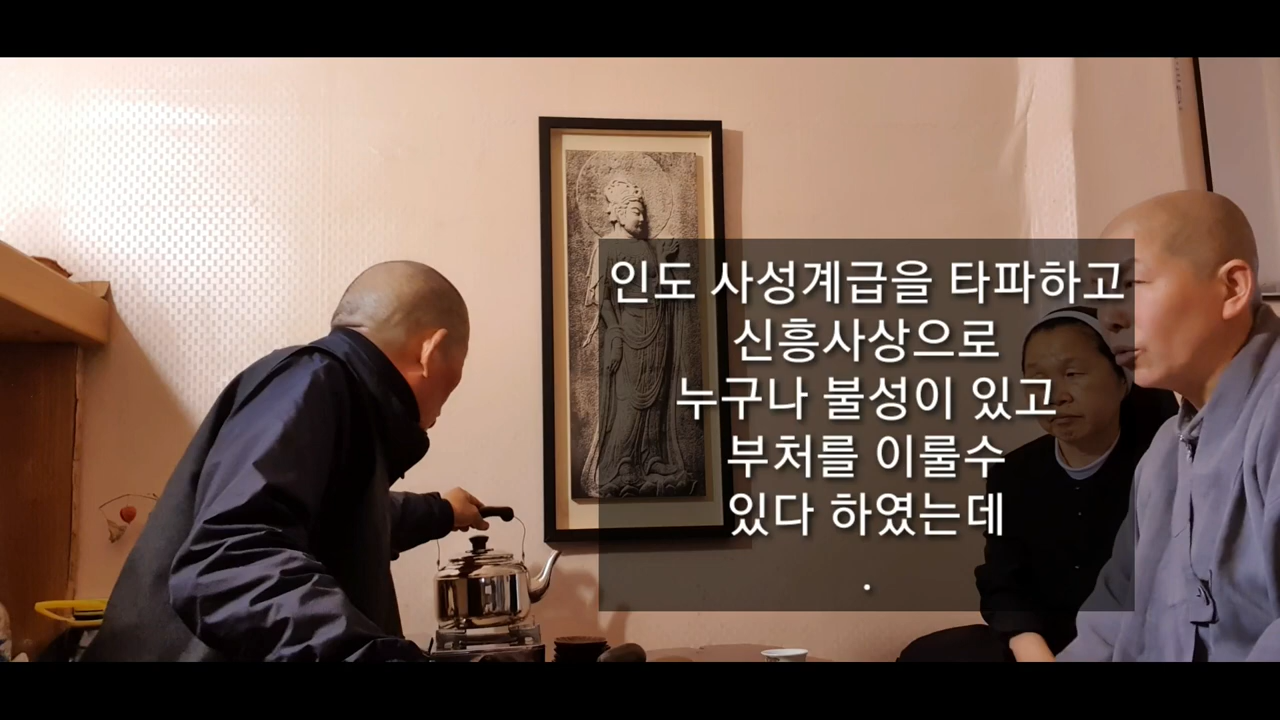 인도 사성계급을 타파하고
신흥사상으로
누구나 불성이 있고
부처를 이룰수
있다 하였는데
.